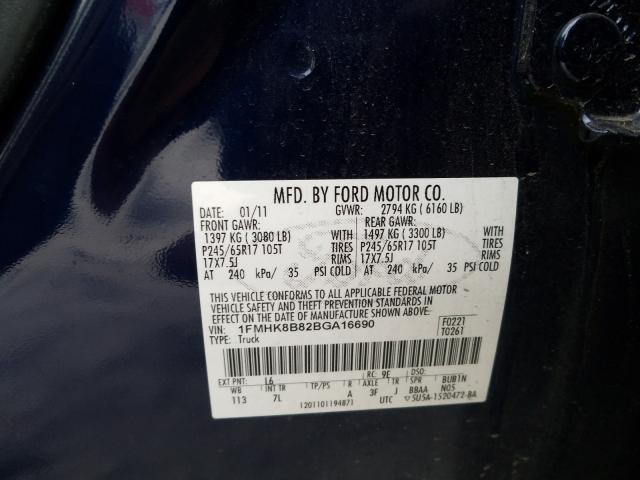 MFD. BY FORD MOTOR CO.
DATE: 01/11 GVWR: 2794 KG ( 6160 LB)
FRONT GAWR: REAR GAWR:
1397 KG ( 3080 LB) 1497 KG ( 3300 LB)
P245/65R17 105T TIRES P245/65R17 105T
17X7.5J RIMS 17X7.5J
AT 240 kPa/ 35 PSI COLD AT 240 kPa/ 35 PSI COLD
THIS VEHICLE CONFORMS TO ALL APPLICABLE FEDERAL MOTOR
VEHICLE SAFETY AND THEFT PREVENTION STANDARDS IN
EFFECT ON THE DATE OF MANUFACTURE SHOWN ABOVE.
VIN: 1FMHK8B82BGA16690 F0221
TYPE: Truck T0261
EXT PNT: L6 RC: 9E DSO:
WB INT TR TP/PS R AXLE TR SPR BUB1N
113 7L A 3F J BBAA N05
1201101194871 UTC 5U5A-1520472-BA